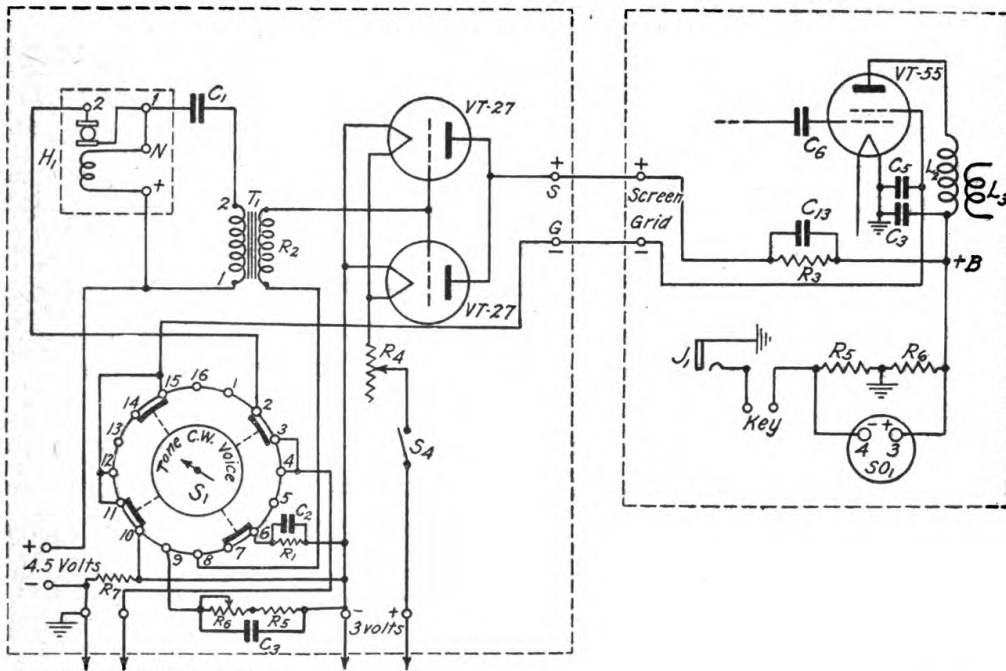 2
1
C1
H1
N
+
2
T1
R2
1
VT-27
VT-27
+
S
G
-
+
Screen
Grid
-
VT-55
C6
L2
L3
C5
C3
C13
R3
+B
R4
S4
J1
Key
R5
R6
- +
4 3
SO1
16
1
2
3
4
5
6
7
8
9
10
11
12
13
14
15
Tone C.W. Voice
S1
C2
R1
+
4.5 Volts
-
R7
R6
R5
C3
-
3 volts
+